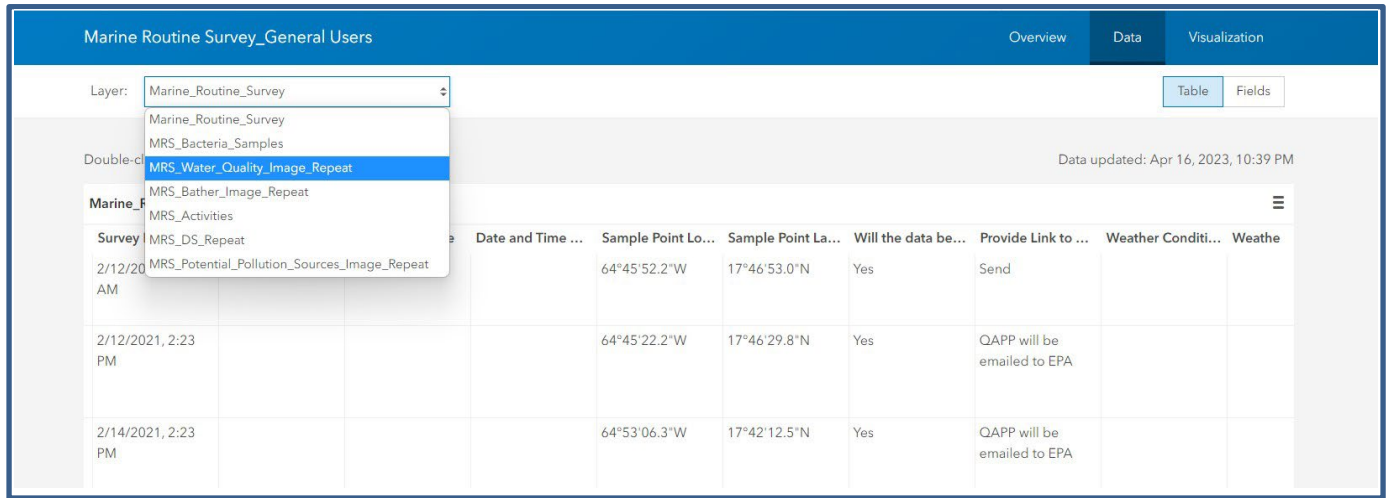 Marine Routine Survey_General Users Overview Data Visualization
Layer: Marine_Routine_Survey Table Fields
Marine_Routine_Survey
MRS_Bacteria_Samples
Double-cl MRS_Water_Quality_Image_Repeat Data updated: Apr 16, 2023, 10:39 PM
MRS_Bather_Image_Repeat
Marine_R
MRS_Activities
Survey MRS_DS_Repeat e Date and Time ... Sample Point Lo... Sample Point La... Will the data be... Provide Link to ... Weather Conditi... Weathe
MRS_Potential_Pollution_Sources_Image_Repeat
2/12/20 64°45'52.2"W 17°46'53.0"N Yes Send
AM
2/12/2021, 2:23 64°45'22.2"W 17°46'29.8"N Yes QAPP will be
PM emailed to EPA
2/14/2021, 2:23 64°53'06.3"W 17°42'12.5"N Yes QAPP will be
PM emailed to EPA